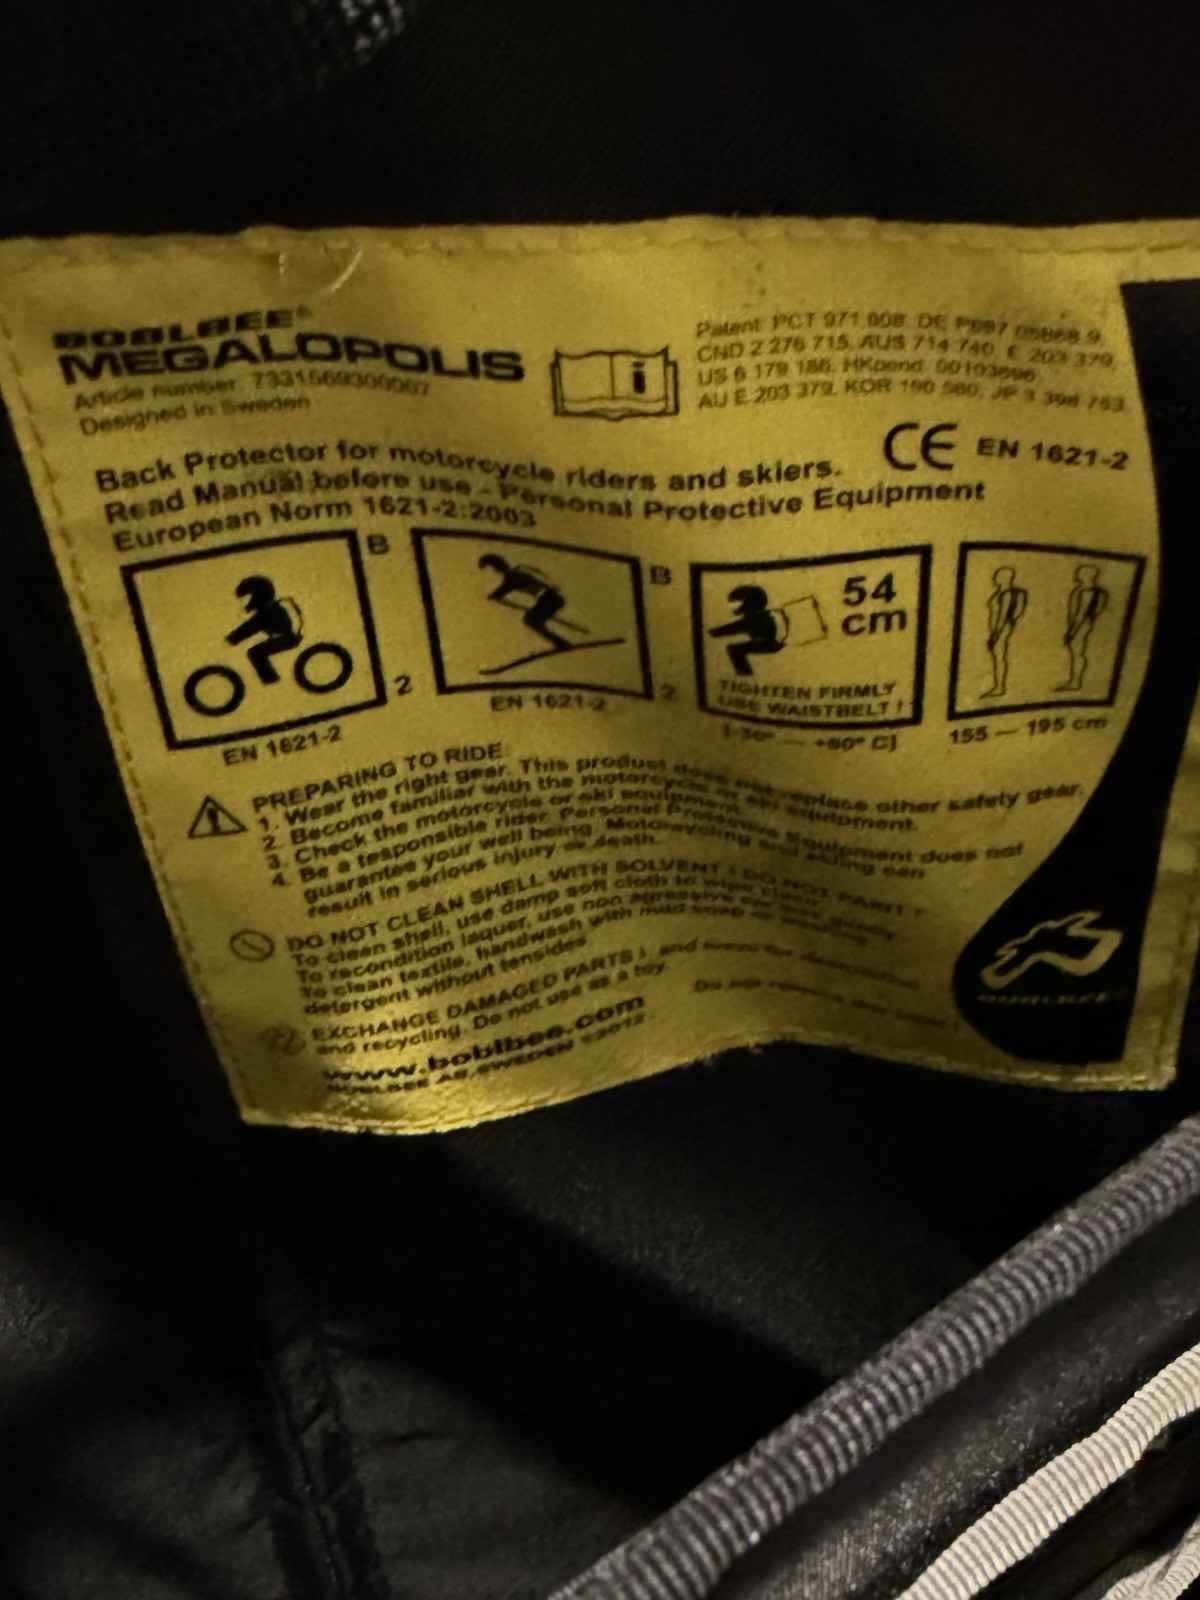 BOBLBEE®
MEGALOPOLIS
Article number: 7331569300007
Designed in Sweden
i
Patent: PCT 971 008. DE P697 05868.9,
CND 2 276 715. AUS 714 740, E 203 379,
US 6 179 186. HKpend. 00103696
AU E 203 379. KOR 190 560, JP 3 398 753
Back Protector for motorcycle riders and skiers.
CE EN 1621-2
Read Manual before use - Personal Protective Equipment
European Norm 1621-2:2003
B
2
EN 1621-2
B
2
EN 1621-2
54
cm
TIGHTEN FIRMLY
USE WAISTBELT !
[-30° — +60° C]
155 — 195 cm
PREPARING TO RIDE:
1. Wear the right gear. This product does not replace other safety gear.
2. Become familiar with the motorcycle or ski equipment.
3. Check the motorcycle or ski equipment.
4. Be a responsible rider. Personal Protective Equipment does not
guarantee your well being. Motorcycling and skiing can
result in serious injury or death.
DO NOT CLEAN SHELL WITH SOLVENT ! DO NOT PAINT !
To clean shell, use damp soft cloth to wipe clean.
To recondition laquer, use non agressive car wax
To clean textile, handwash with mild soap or
detergent without tensides.
EXCHANGE DAMAGED PARTS !
and recycling. Do not use as a toy.
Do not remove this label !
www.boblbee.com
BOBLBEE AB SWEDEN ©2012.
BOBLBEE